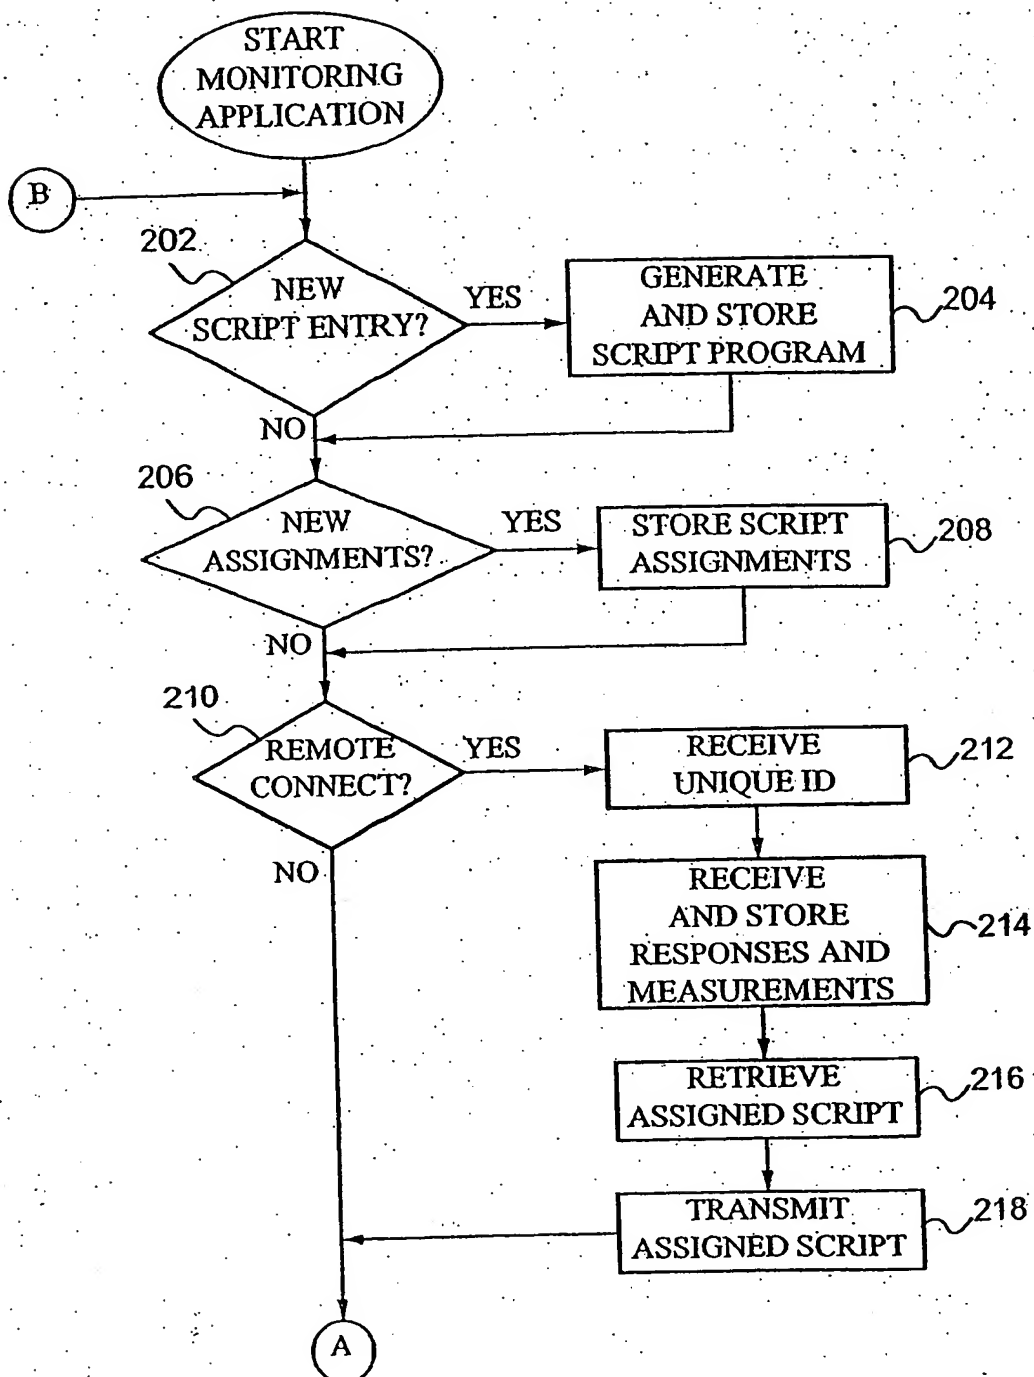 START
MONITORING
APPLICATION
B
202
NEW
SCRIPT ENTRY?
YES
GENERATE
AND STORE
SCRIPT PROGRAM
204
NO
206
NEW
ASSIGNMENTS?
YES
STORE SCRIPT
ASSIGNMENTS
208
NO
210
REMOTE
CONNECT?
YES
RECEIVE
UNIQUE ID
212
NO
RECEIVE
AND STORE
RESPONSES AND
MEASUREMENTS
214
RETRIEVE
ASSIGNED SCRIPT
216
TRANSMIT
ASSIGNED SCRIPT
218
A